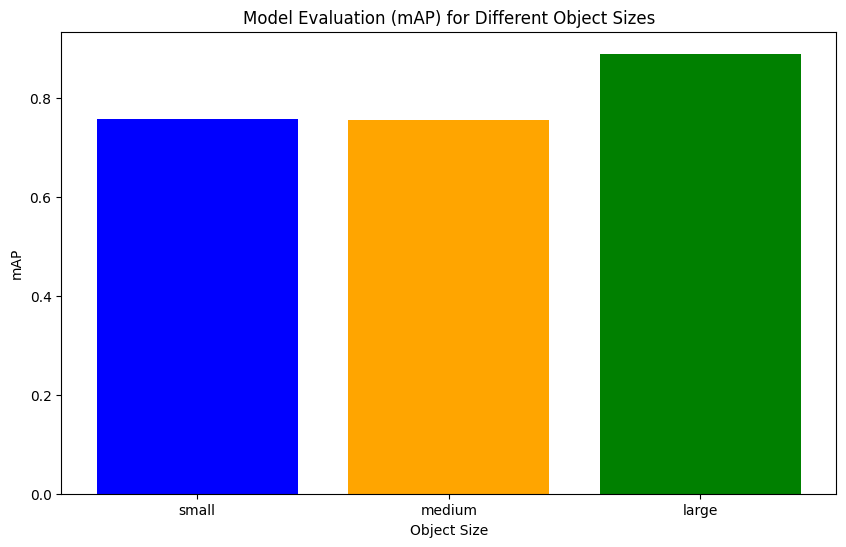 Model Evaluation (mAP) for Different Object Sizes
mAP
0.8
0.6
0.4
0.2
0.0
small medium large
Object Size